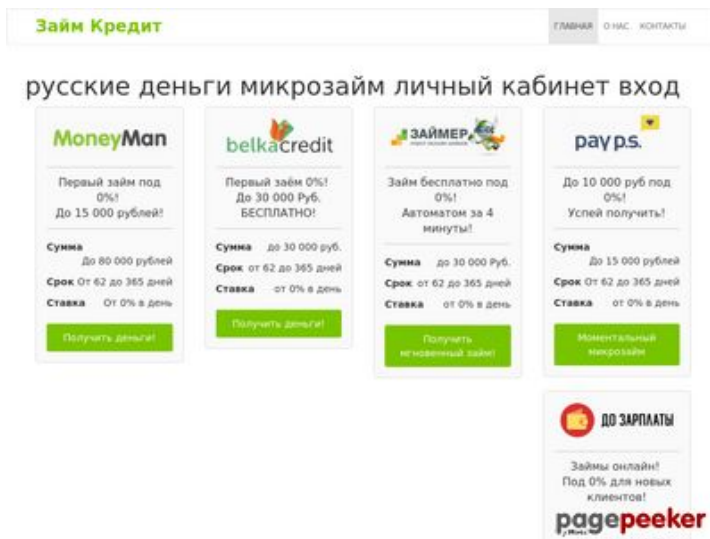 Займ Кредит
ГЛАВНАЯ О НАС. КОНТАКТЫ
русские деньги микрозайм личный кабинет вход
MoneyMan
Первый займ под
0%!
До 15 000 рублей!
Сумма
До 80 000 рублей
Срок От 62 до 365 дней
Ставка От 0% в день
Получить деньги!
belkacredit
Первый заём 0%!
До 30 000 Руб.
БЕСПЛАТНО!
Сумма до 30 000 руб.
Срок от 62 до 365 дней
Ставка от 0% в день
Получить деньги!
ЗАЙМЕР
Займ бесплатно под
0%!
Автоматом за 4
минуты!
Сумма до 30 000 Руб.
Срок от 62 до 365 дней
Ставка от 0% в день
Получить
мгновенный займ!
pay p.s.
До 10 000 руб под
0%!
Успей получить!
Сумма
До 15 000 рублей
Срок От 62 до 365 дней
Ставка от 0% в день
Моментальный
микрозайм
ДО ЗАРПЛАТЫ
Займы онлайн!
Под 0% для новых
клиентов!
pagepeeker